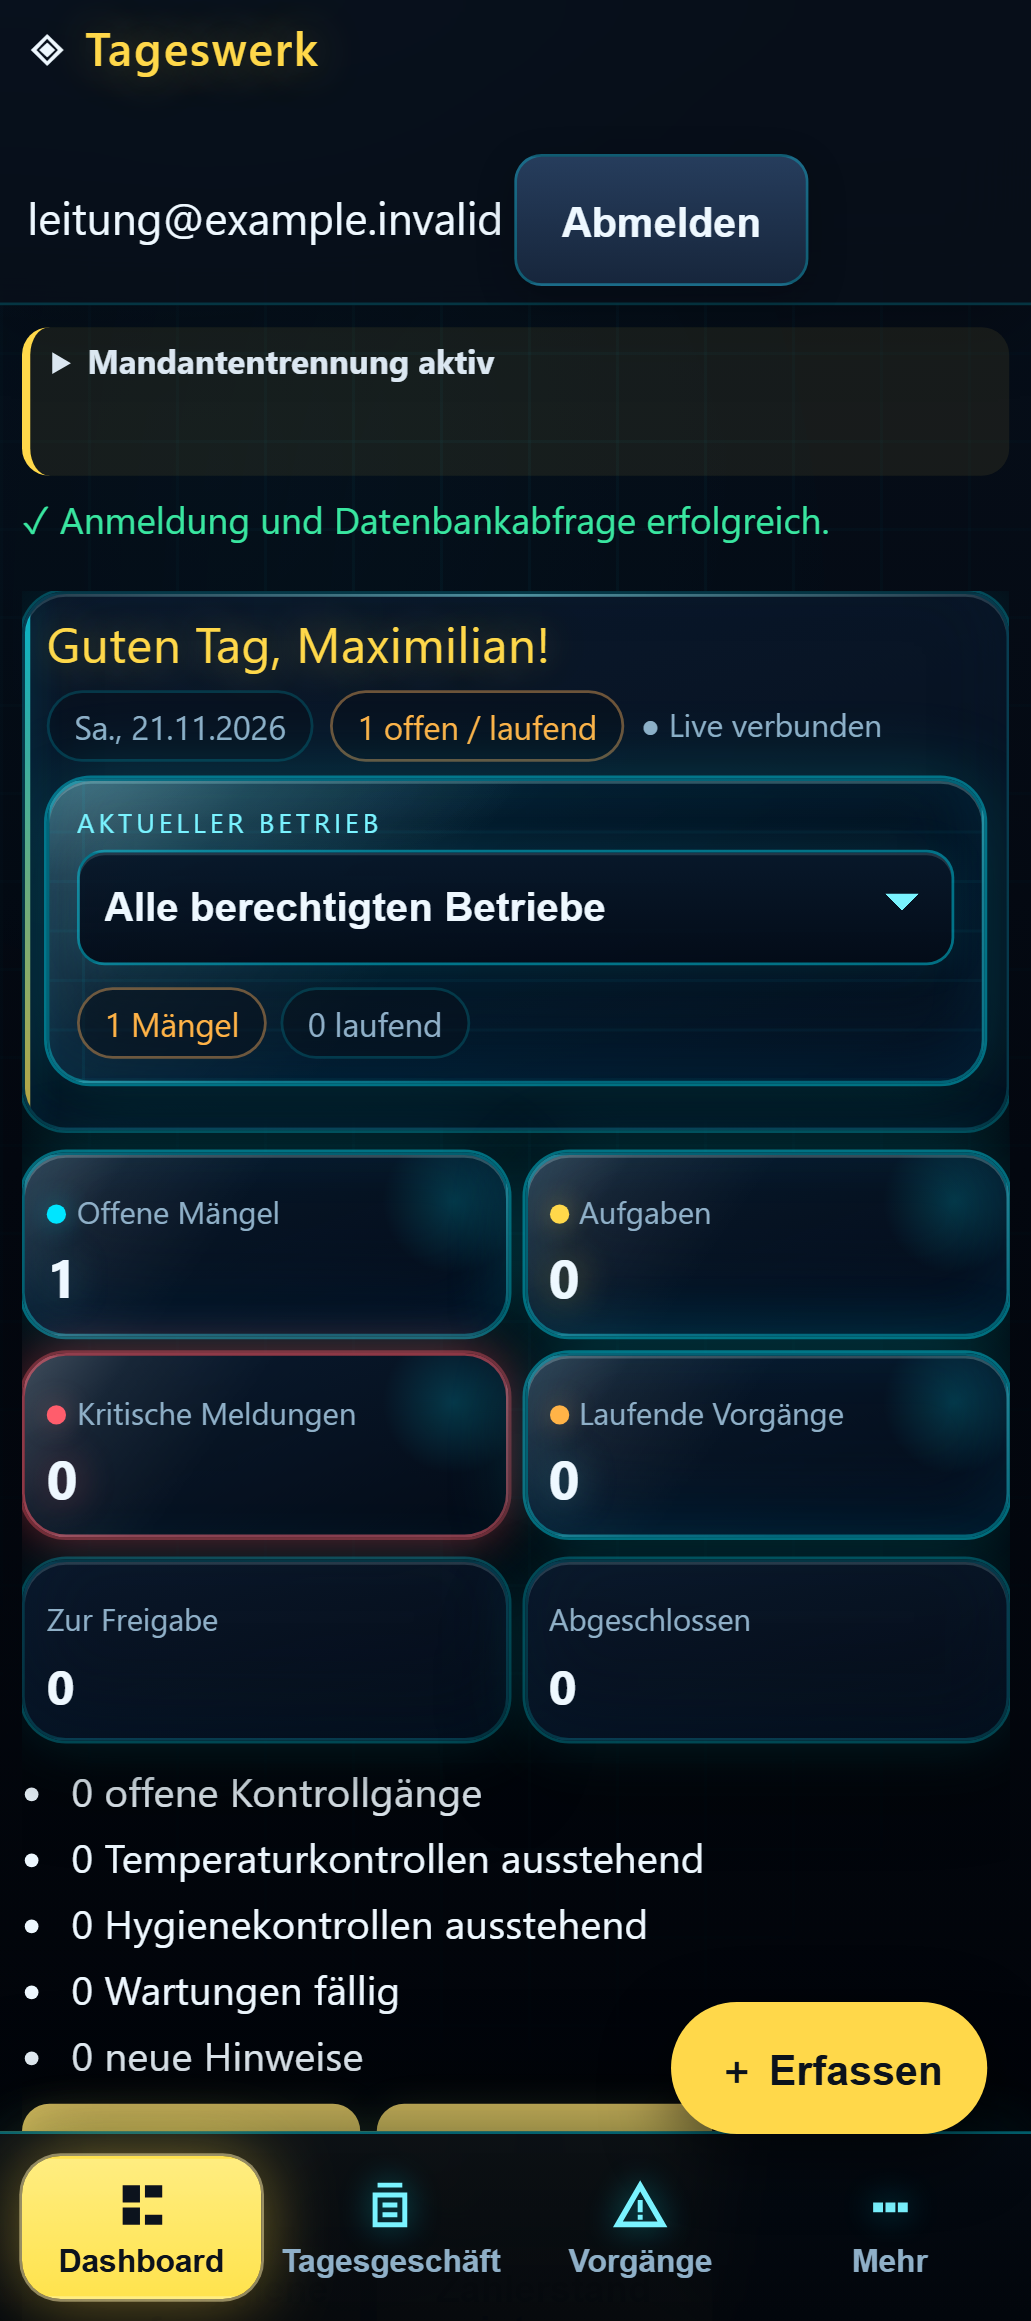 Tageswerk
leitung@example.invalid
Abmelden
▶ Mandantentrennung aktiv
✓ Anmeldung und Datenbankabfrage erfolgreich.
Guten Tag, Maximilian!
Sa., 21.11.2026
1 offen / laufend
● Live verbunden
AKTUELLER BETRIEB
Alle berechtigten Betriebe
1 Mängel
0 laufend
Offene Mängel
1
Aufgaben
0
Kritische Meldungen
0
Laufende Vorgänge
0
Zur Freigabe
0
Abgeschlossen
0
• 0 offene Kontrollgänge
• 0 Temperaturkontrollen ausstehend
• 0 Hygienekontrollen ausstehend
• 0 Wartungen fällig
• 0 neue Hinweise
+ Erfassen
Dashboard
Tagesgeschäft
Vorgänge
Mehr